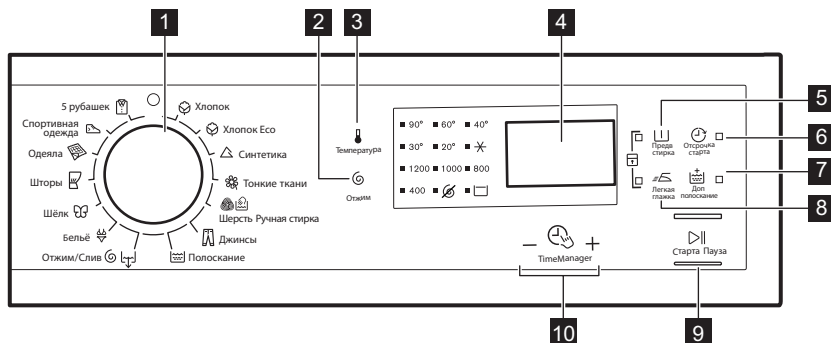 1
2
3
4
5
6
7
8
9
10
5 рубашек
Спортивная
одежда
Одеяла
Шторы
Шёлк
Бельё
Отжим/Слив
Хлопок
Хлопок Eco
Синтетика
Тонкие ткани
Шерсть Ручная стирка
Джинсы
Полоскание
Температура
Отжим
90° 60° 40°
30° 20°
1200 1000 800
400
Предв
стирка
Отсрочка
старта
Легкая
глажка
Доп
полоскание
− +
TimeManager
Старта Пауза